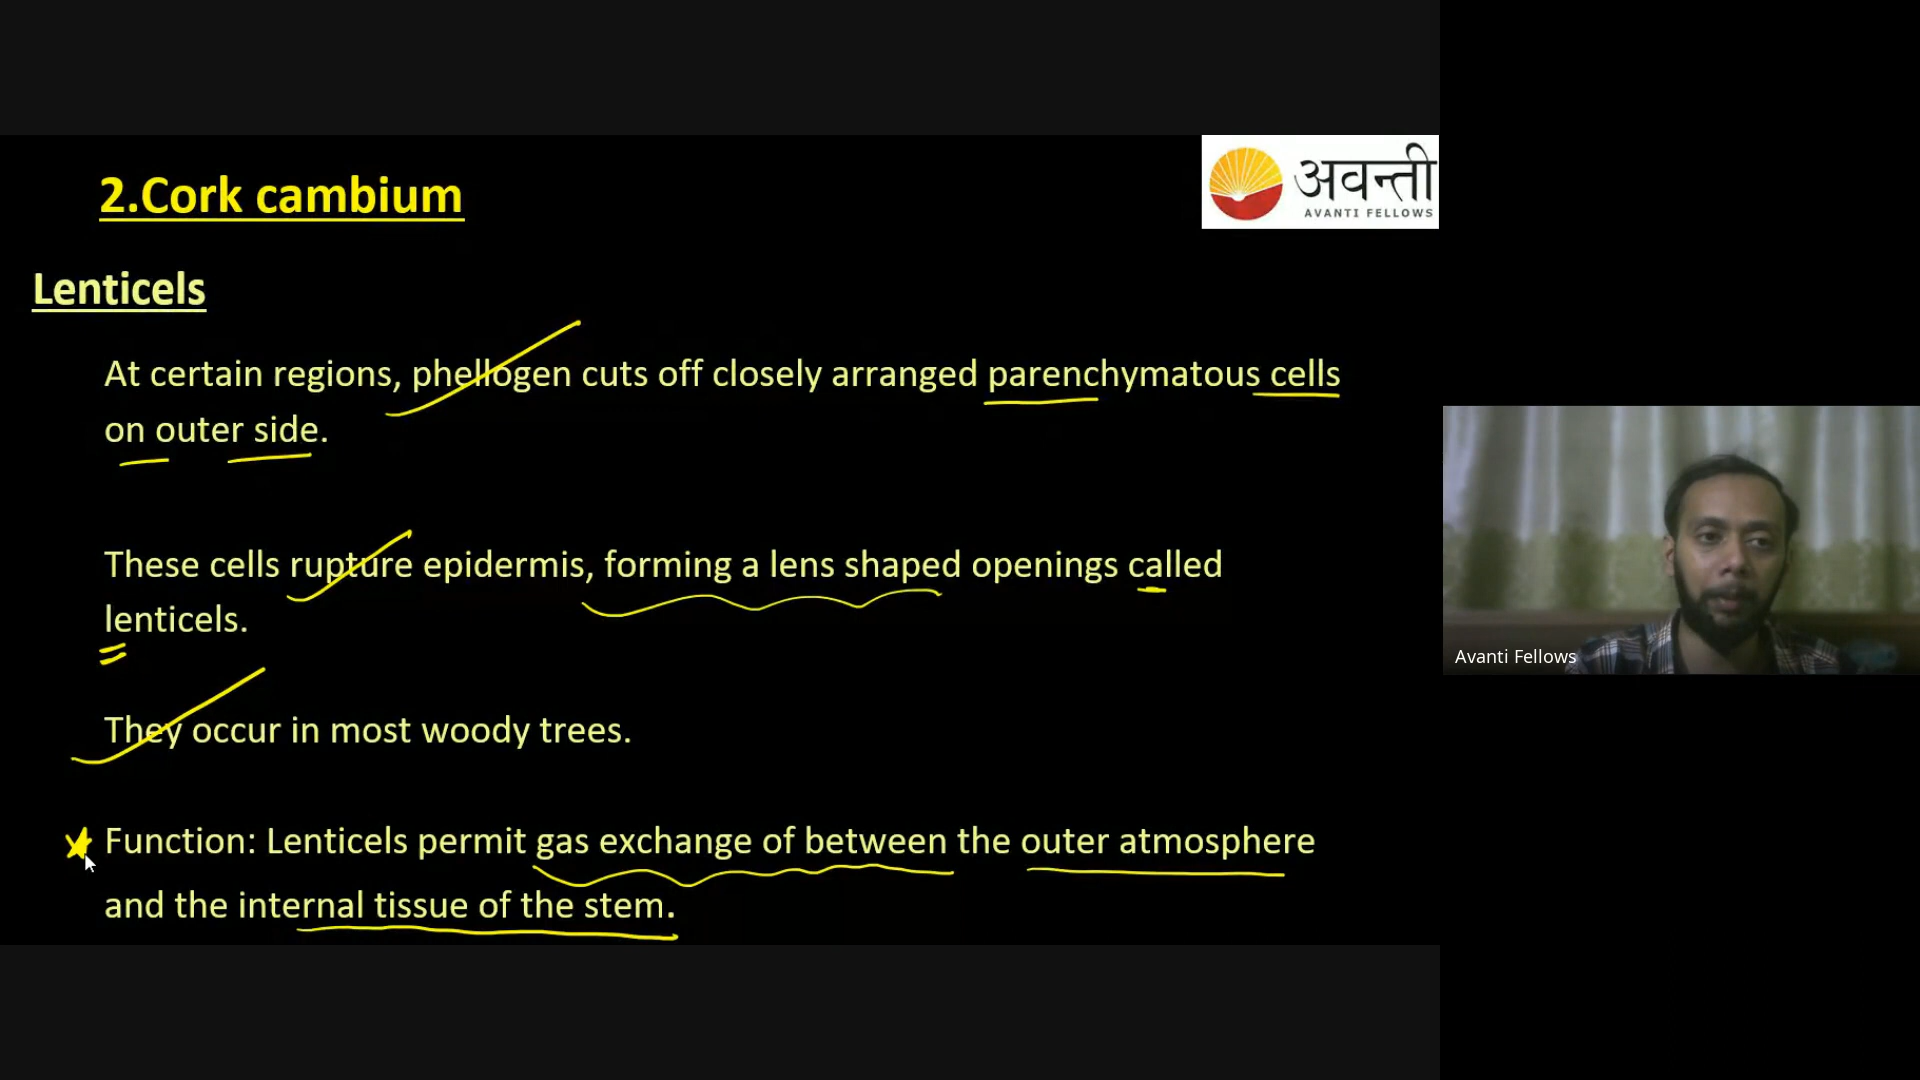 2.Cork cambium
अवन्ती
AVANTI FELLOWS
Lenticels
At certain regions, phellogen cuts off closely arranged parenchymatous cells
on outer side.
These cells rupture epidermis, forming a lens shaped openings called
lenticels.
They occur in most woody trees.
Function: Lenticels permit gas exchange of between the outer atmosphere
and the internal tissue of the stem.
Avanti Fellows